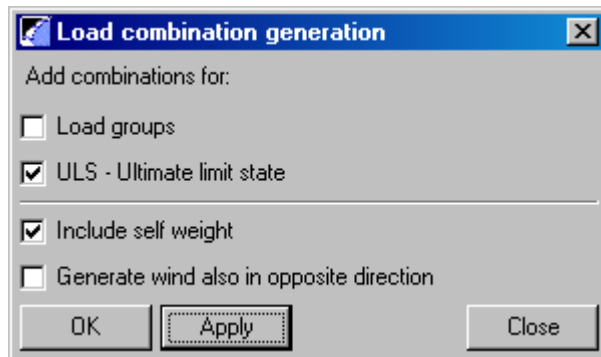 Load combination generation
Add combinations for:
Load groups
ULS - Ultimate limit state
Include self weight
Generate wind also in opposite direction
OK Apply Close